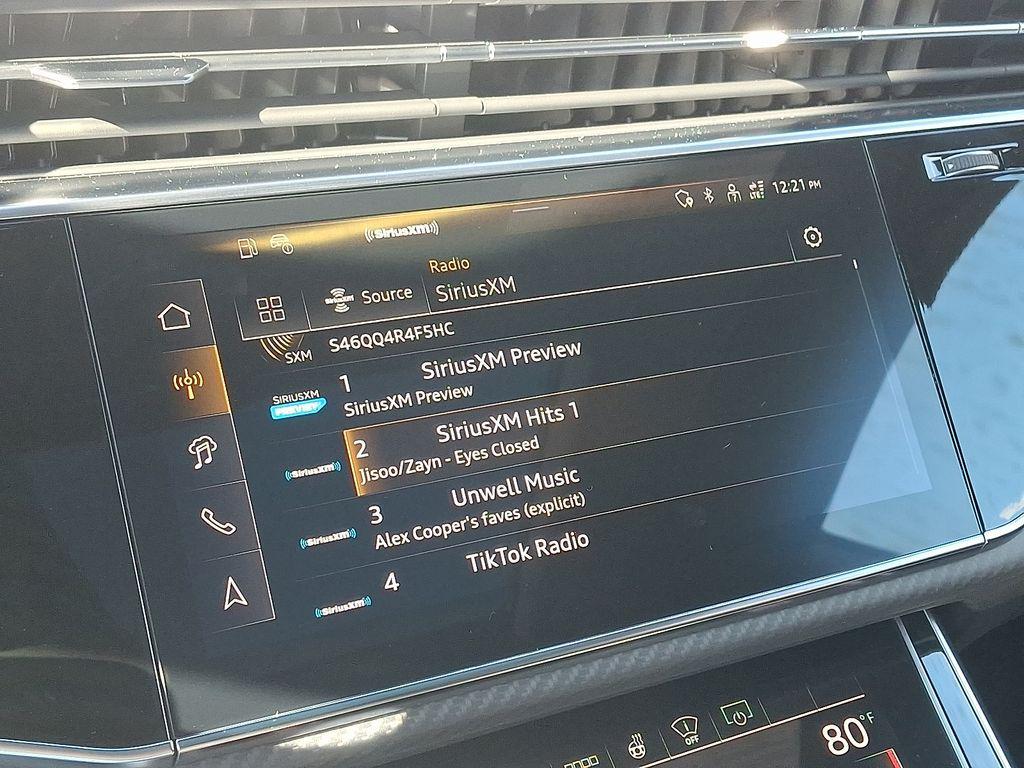 LTE 12:21 PM
((SiriusXM))
Radio
SiriusXM Source SiriusXM
SXM S46QQ4R4F5HC
SIRIUSXM PREVIEW 1 SiriusXM Preview
SiriusXM Preview
2 SiriusXM Hits 1
((SiriusXM)) Jisoo/Zayn - Eyes Closed
3 Unwell Music
((SiriusXM)) Alex Cooper's faves (explicit)
4 TikTok Radio
((SiriusXM))
OFF
80°F